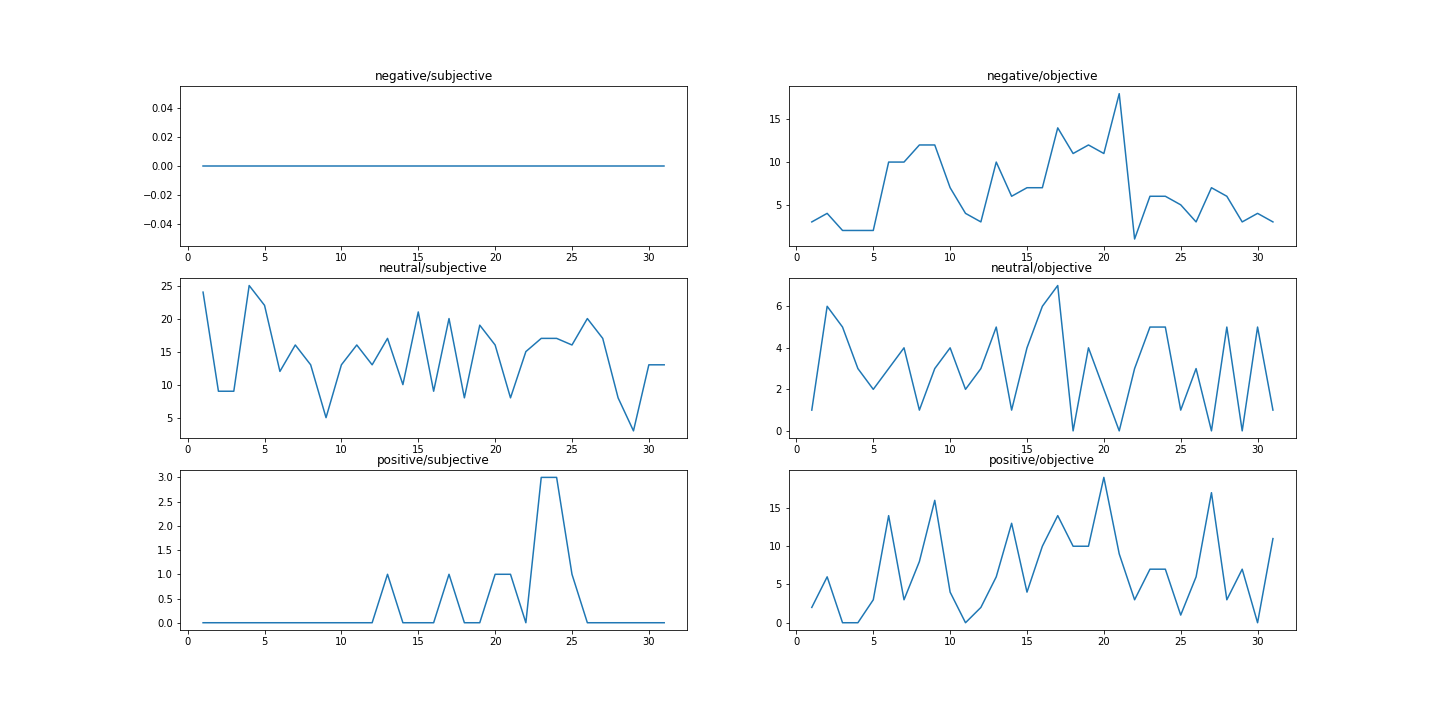 negative/subjective
0.04
0.02
0.00
−0.02
−0.04
0 5 10 15 20 25 30
negative/objective
15
10
5
0 5 10 15 20 25 30
neutral/subjective
25
20
15
10
5
0 5 10 15 20 25 30
neutral/objective
6
4
2
0
0 5 10 15 20 25 30
positive/subjective
3.0
2.5
2.0
1.5
1.0
0.5
0.0
0 5 10 15 20 25 30
positive/objective
15
10
5
0
0 5 10 15 20 25 30